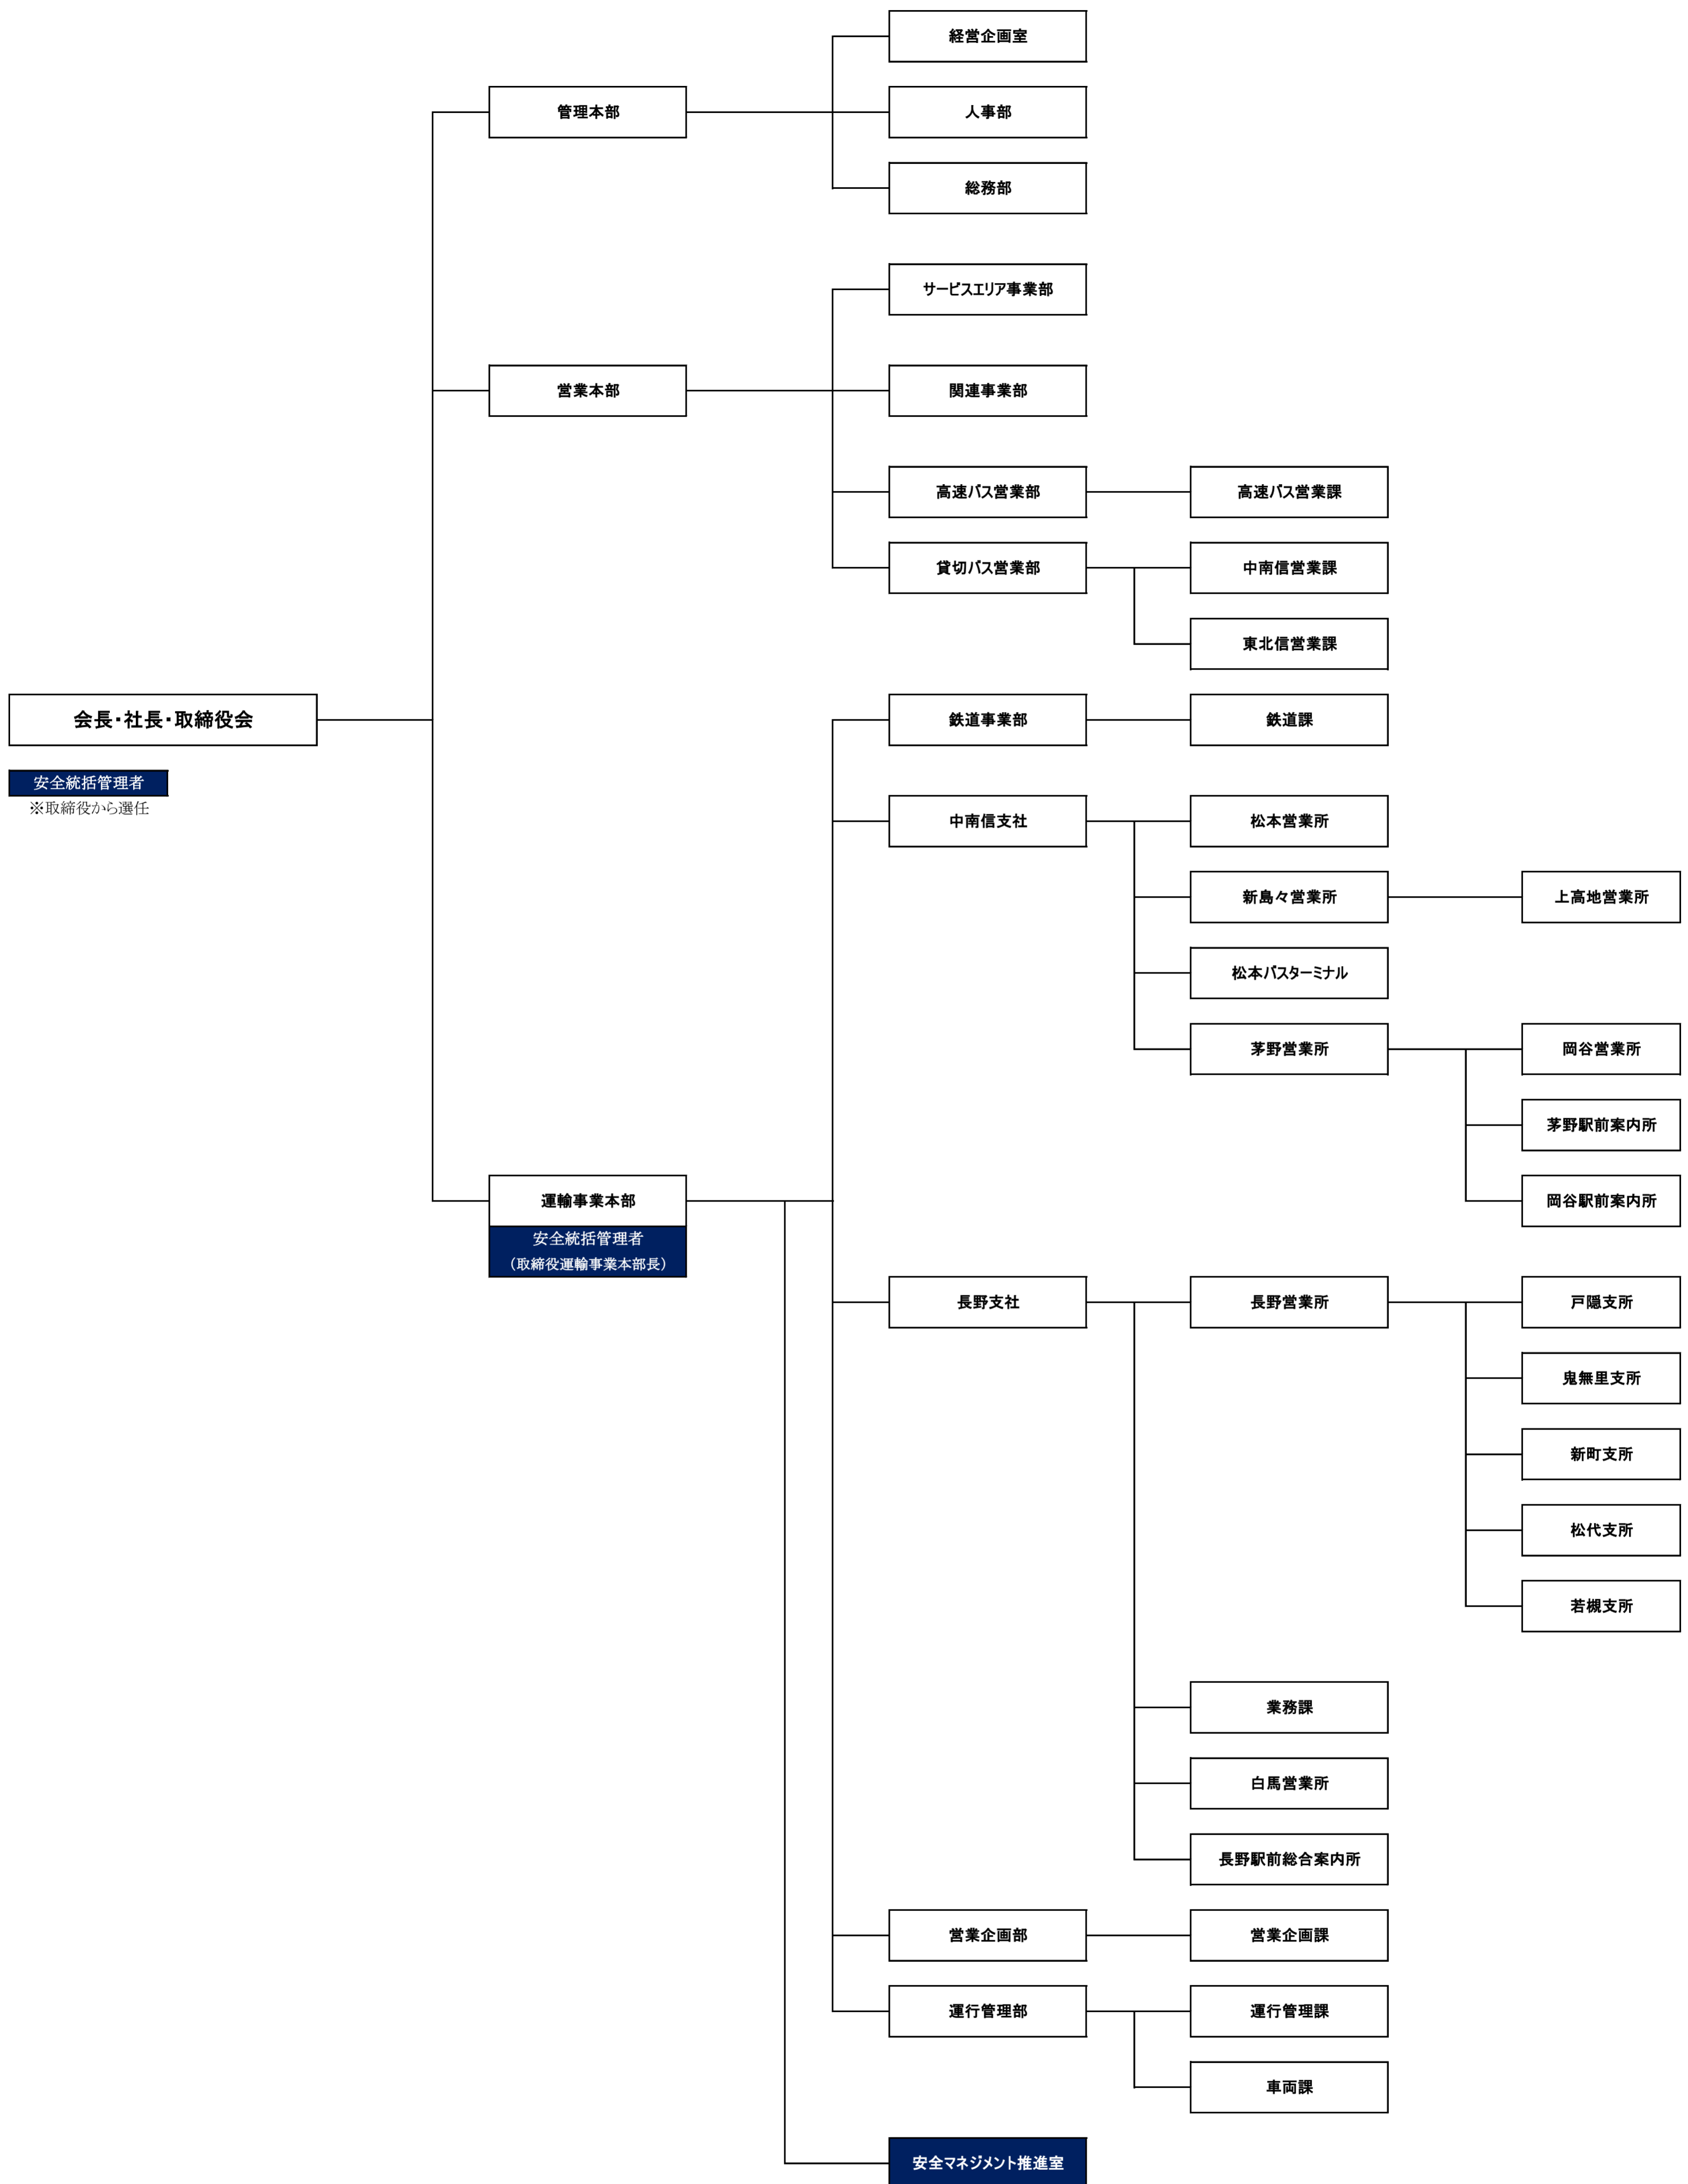 経営企画室
管理本部
人事部
総務部
サービスエリア事業部
営業本部
関連事業部
高速バス営業部
高速バス営業課
貸切バス営業部
中南信営業課
東北信営業課
会長・社長・取締役会
鉄道事業部
鉄道課
安全統括管理者
※取締役から選任
中南信支社
松本営業所
新島々営業所
上高地営業所
松本バスターミナル
茅野営業所
岡谷営業所
茅野駅前案内所
運輸事業本部
岡谷駅前案内所
安全統括管理者
（取締役運輸事業本部長）
長野支社
長野営業所
戸隠支所
鬼無里支所
新町支所
松代支所
若槻支所
業務課
白馬営業所
長野駅前総合案内所
営業企画部
営業企画課
運行管理部
運行管理課
車両課
安全マネジメント推進室